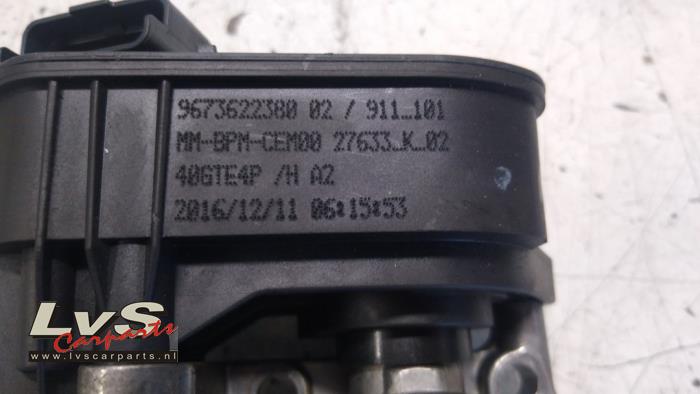 9673622380 02 / 911_101
MM-BPM-CEM00 27633_K_02
40GTE4P /H A2
2016/12/11 06:15:53
LvS
Carparts
www.lvscarparts.nl